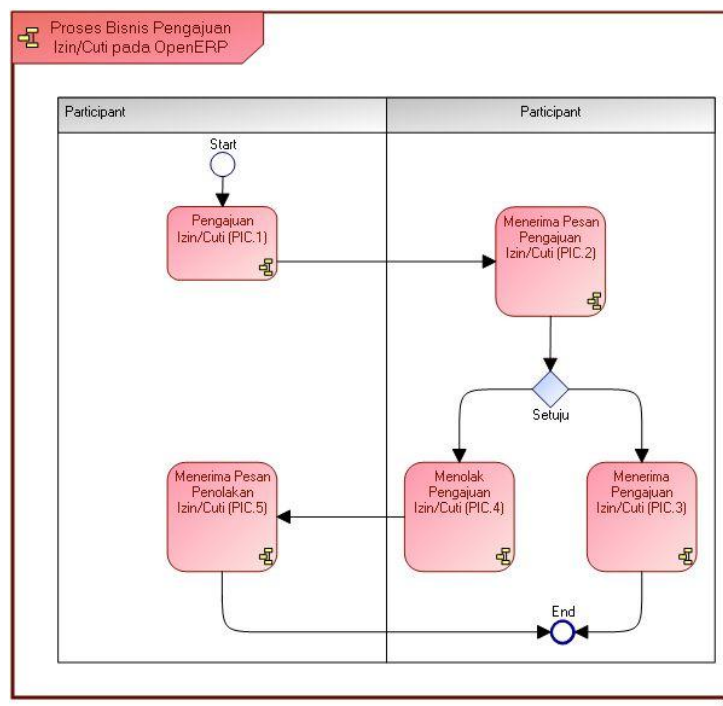 Proses Bisnis Pengajuan
Izin/Cuti pada OpenERP
Participant
Participant
Start
Pengajuan
Izin/Cuti (PIC.1)
Menerima Pesan
Pengajuan
Izin/Cuti (PIC.2)
Setuju
Menerima Pesan
Penolakan
Izin/Cuti (PIC.5)
Menolak
Pengajuan
Izin/Cuti (PIC.4)
Menerima
Pengajuan
Izin/Cuti (PIC.3)
End